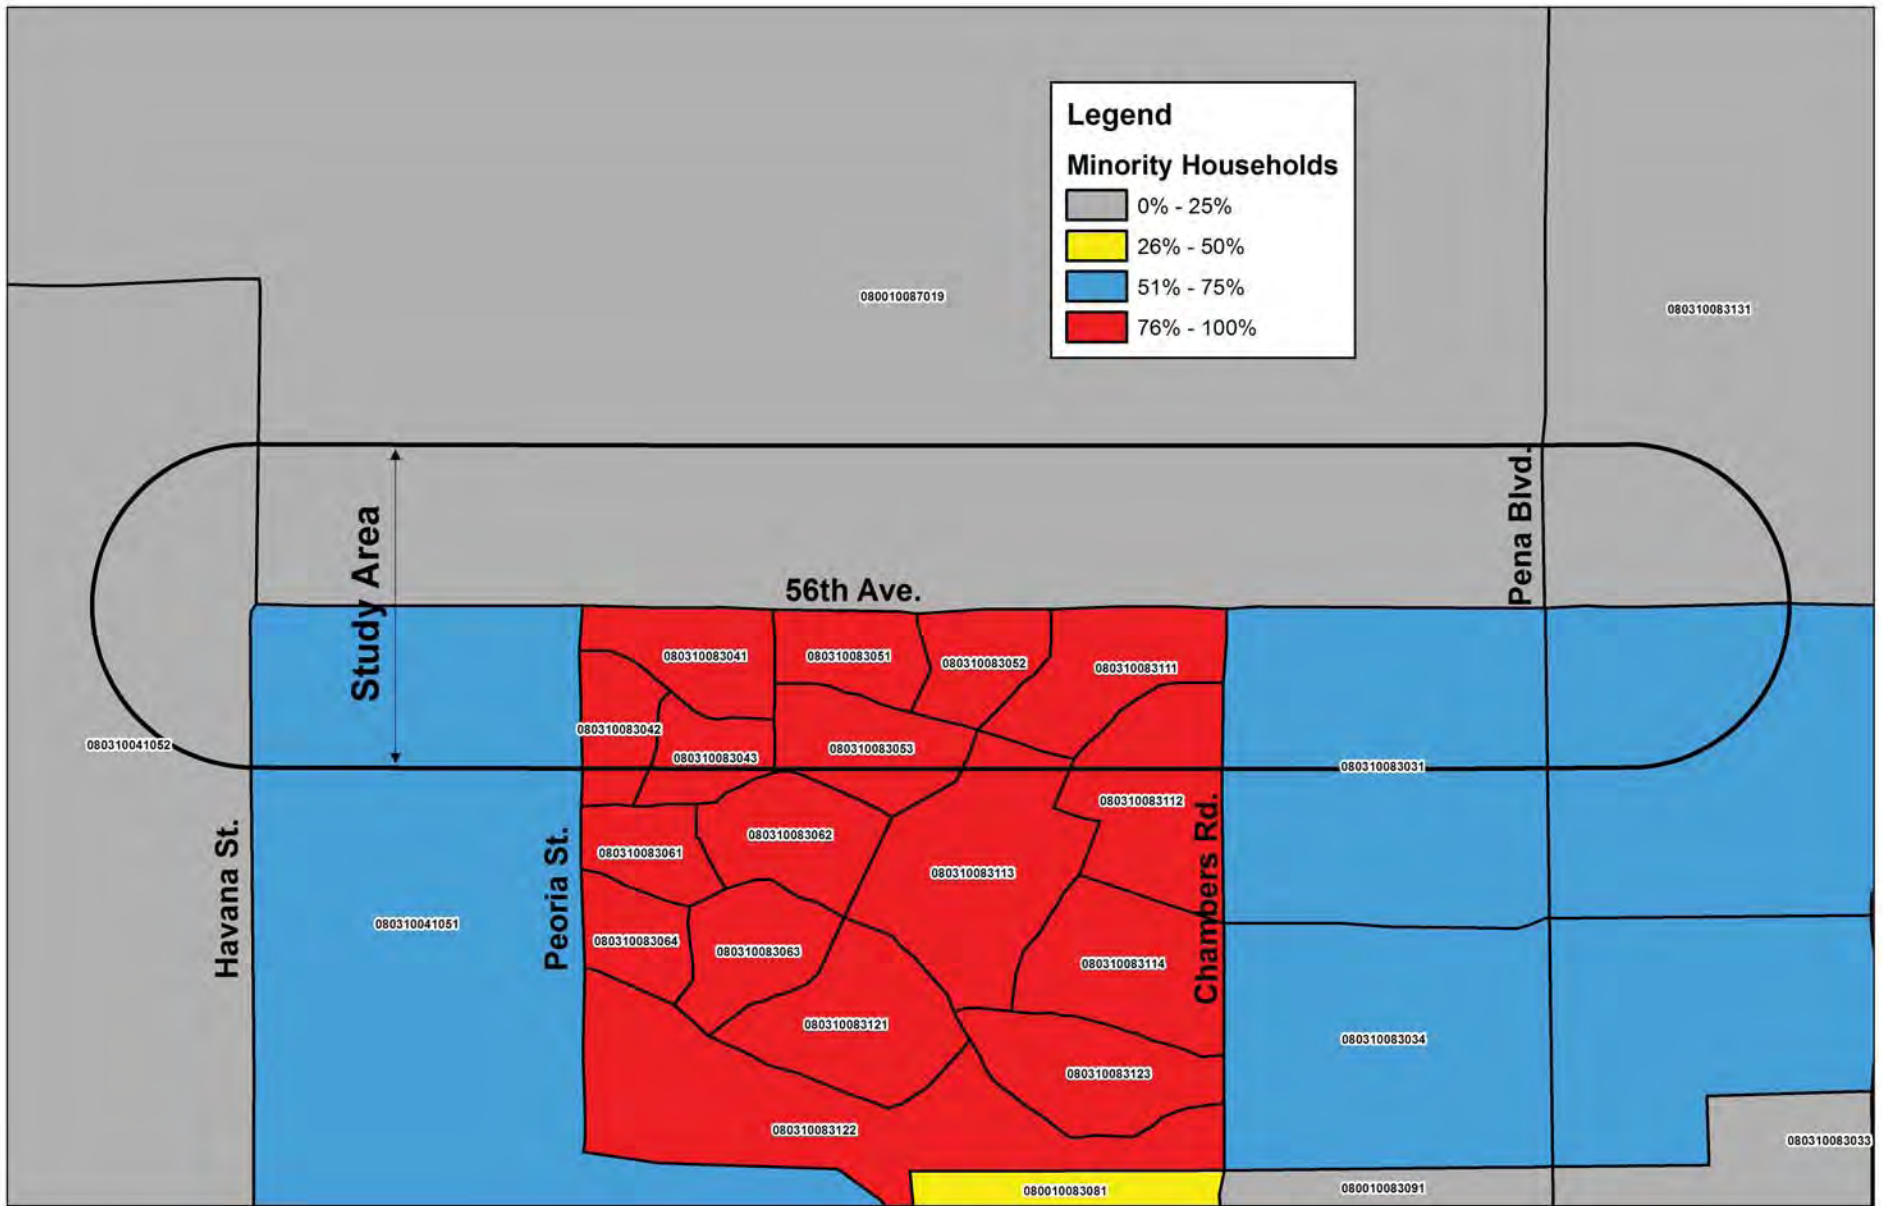 Legend
Minority Households
0% - 25%
26% - 50%
51% - 75%
76% - 100%
080010087019
080310083131
Study Area
Pena Blvd.
56th Ave.
080310083041
080310083051
080310083052
080310083111
080310083042
080310041052
080310083043
080310083053
080310083031
080310083112
Havana St.
Peoria St.
Chambers Rd.
080310083061
080310083062
080310083113
080310041051
080310083064
080310083063
080310083114
080310083121
080310083034
080310083123
080310083122
080310083033
080010083081
080010083091